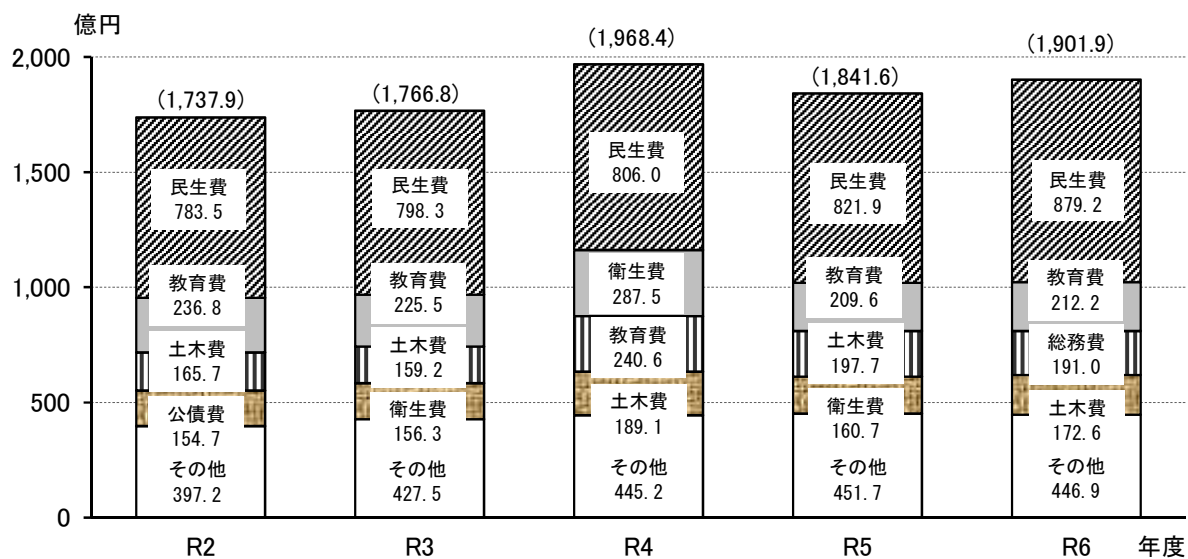 億円
2,000
1,500
1,000
500
0
(1,737.9)
民生費
783.5
教育費
236.8
土木費
165.7
公債費
154.7
その他
397.2
R2
(1,766.8)
民生費
798.3
教育費
225.5
土木費
159.2
衛生費
156.3
その他
427.5
R3
(1,968.4)
民生費
806.0
衛生費
287.5
教育費
240.6
土木費
189.1
その他
445.2
R4
(1,841.6)
民生費
821.9
教育費
209.6
土木費
197.7
衛生費
160.7
その他
451.7
R5
(1,901.9)
民生費
879.2
教育費
212.2
総務費
191.0
土木費
172.6
その他
446.9
R6
年度